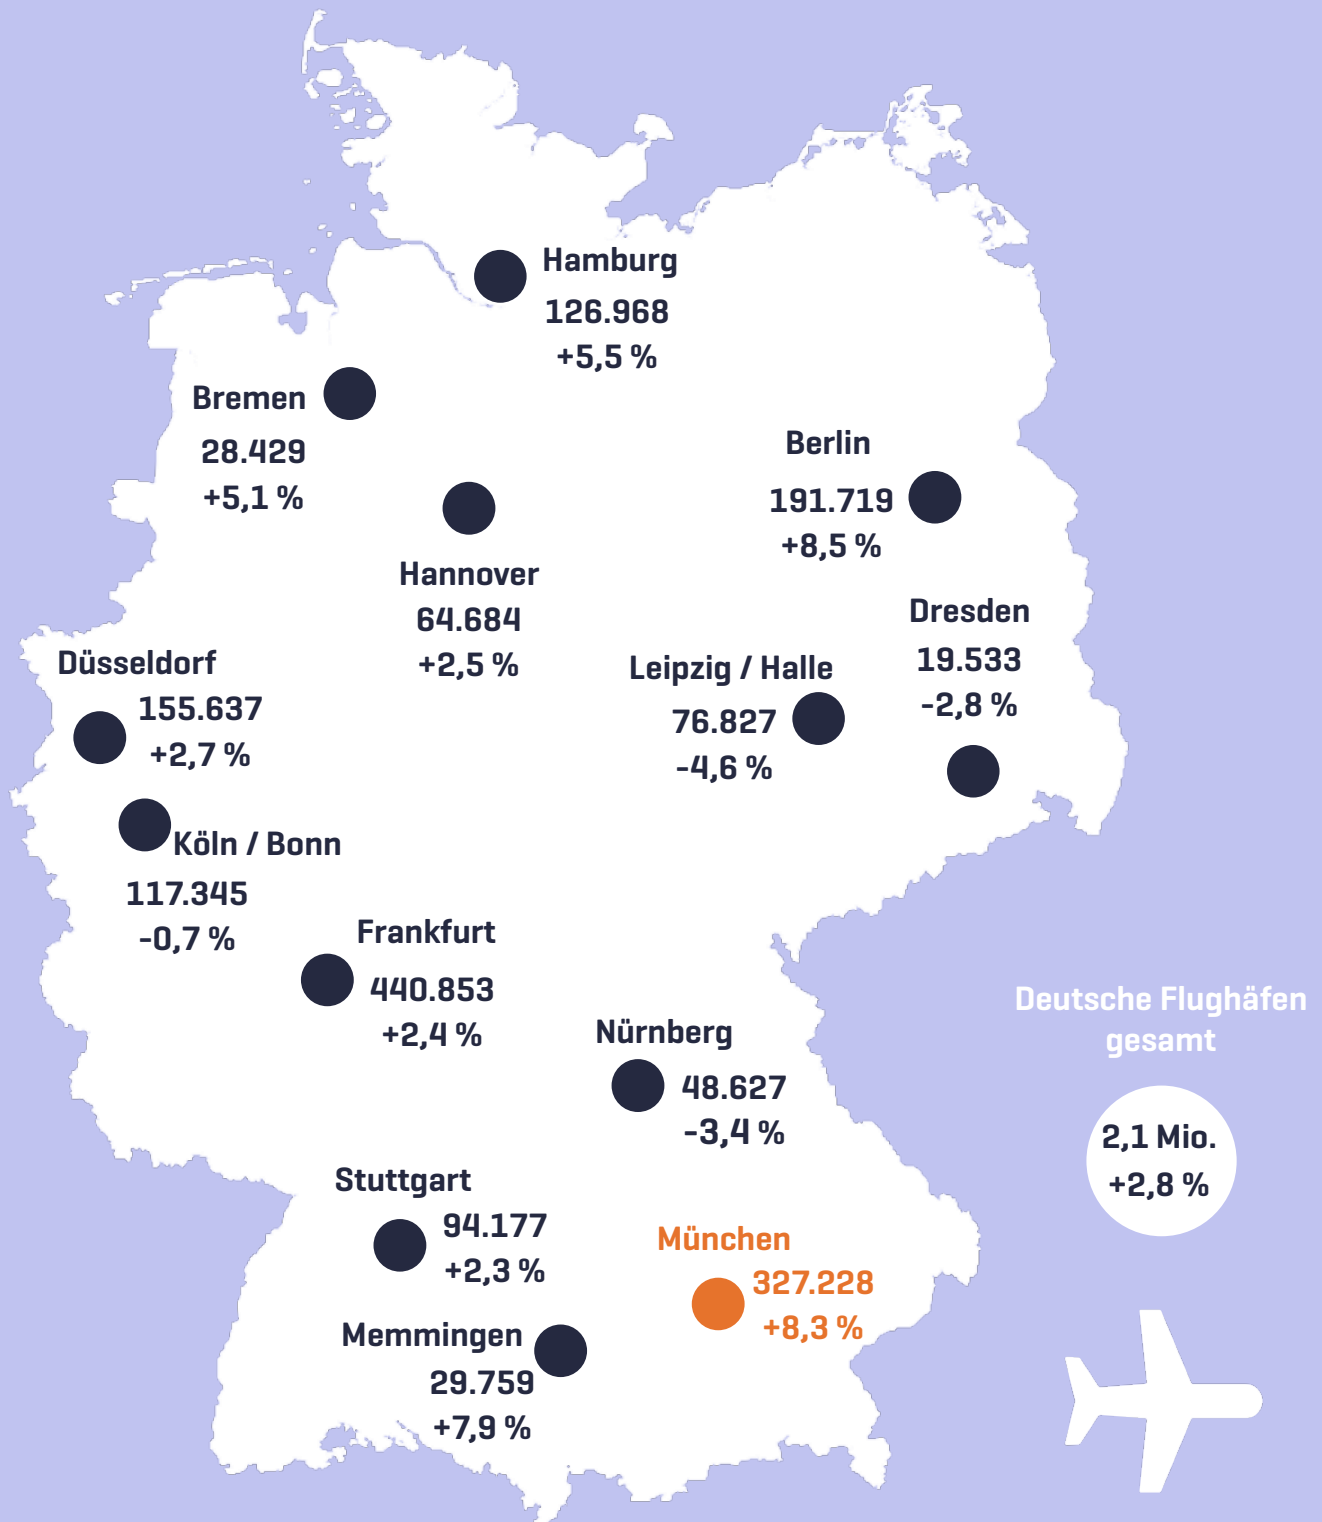 Hamburg
126.968
+5,5 %
Bremen
28.429
+5,1 %
Berlin
191.719
+8,5 %
Hannover
64.684
+2,5 %
Dresden
19.533
-2,8 %
Düsseldorf
155.637
+2,7 %
Leipzig / Halle
76.827
-4,6 %
Köln / Bonn
117.345
-0,7 %
Frankfurt
440.853
+2,4 %
Deutsche Flughäfen
gesamt
2,1 Mio.
+2,8 %
Nürnberg
48.627
-3,4 %
Stuttgart
94.177
+2,3 %
München
327.228
+8,3 %
Memmingen
29.759
+7,9 %